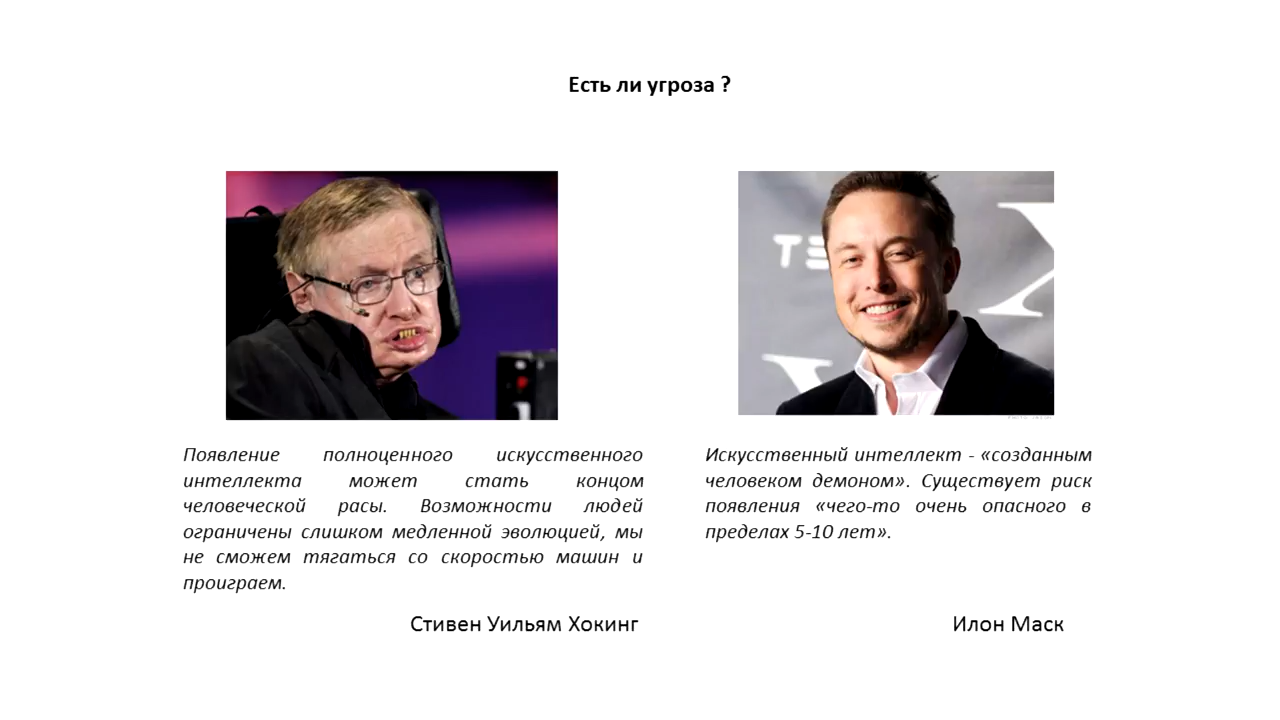 Есть ли угроза ?
TE
Появление полноценного искусственного
интеллекта может стать концом
человеческой расы. Возможности людей
ограничены слишком медленной эволюцией, мы
не сможем тягаться со скоростью машин и
проиграем.
Стивен Уильям Хокинг
Искусственный интеллект - «созданным
человеком демоном». Существует риск
появления «чего-то очень опасного в
пределах 5-10 лет».
Илон Маск